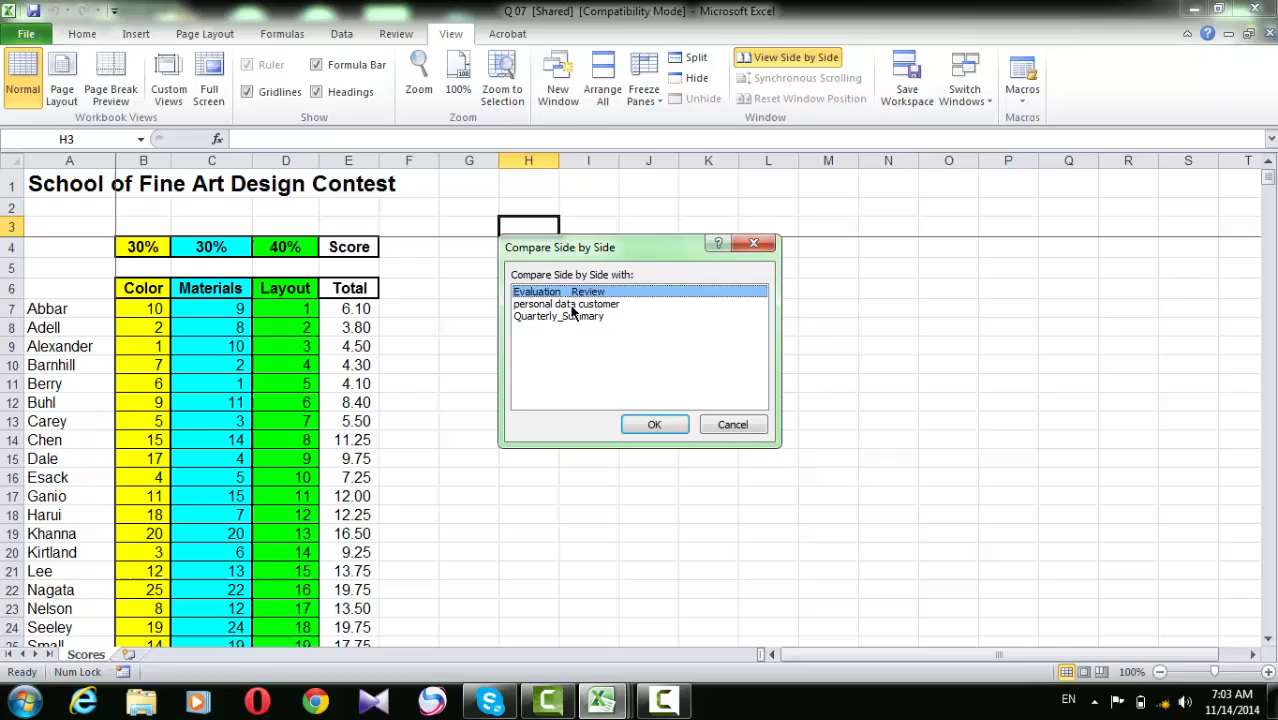 Q 07 [Shared] [Compatibility Mode] - Microsoft Excel
File Home Insert Page Layout Formulas Data Review View Acrobat
Normal
Page Layout
Page Break Preview
Custom Views
Full Screen
Workbook Views
Ruler
Formula Bar
Gridlines
Headings
Show
Zoom
100%
Zoom to Selection
Zoom
New Window
Arrange All
Freeze Panes
Split
Hide
Unhide
View Side by Side
Synchronous Scrolling
Reset Window Position
Window
Save Workspace
Switch Windows
Macros
Macros
H3 fx
A B C D E F G H I J K L M N O P Q R S T
1 School of Fine Art Design Contest
2
3
4 30% 30% 40% Score
5
6 Color Materials Layout Total
7 Abbar 10 9 1 6.10
8 Adell 2 8 2 3.80
9 Alexander 1 10 3 4.50
10 Barnhill 7 2 4 4.30
11 Berry 6 1 5 4.10
12 Buhl 9 11 6 8.40
13 Carey 5 3 7 5.50
14 Chen 15 14 8 11.25
15 Dale 17 4 9 9.75
16 Esack 4 5 10 7.25
17 Ganio 11 15 11 12.00
18 Harui 18 7 12 12.25
19 Khanna 20 20 13 16.50
20 Kirtland 3 6 14 9.25
21 Lee 12 13 15 13.75
22 Nagata 25 22 16 19.75
23 Nelson 8 12 17 13.50
24 Seeley 19 24 18 19.75
25 Small 14 19 19 17.75
Compare Side by Side
Compare Side by Side with:
Evaluation Review
personal data customer
Quarterly_Summary
OK Cancel
Scores
Ready Num Lock 100%
EN 7:03 AM
11/14/2014